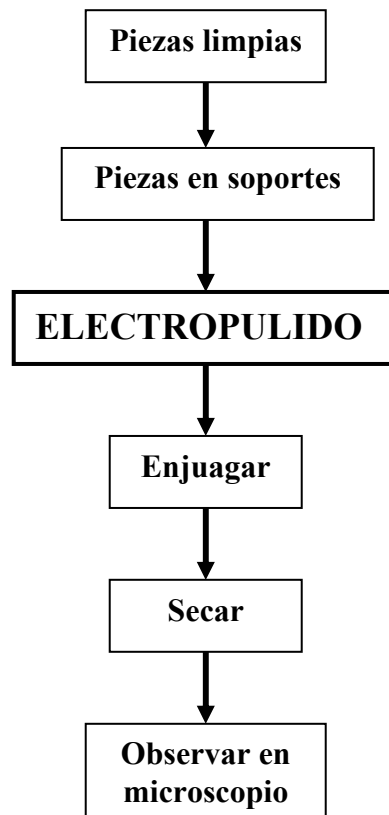 Piezas limpias
Piezas en soportes
ELECTROPULIDO
Enjuagar
Secar
Observar en
microscopio